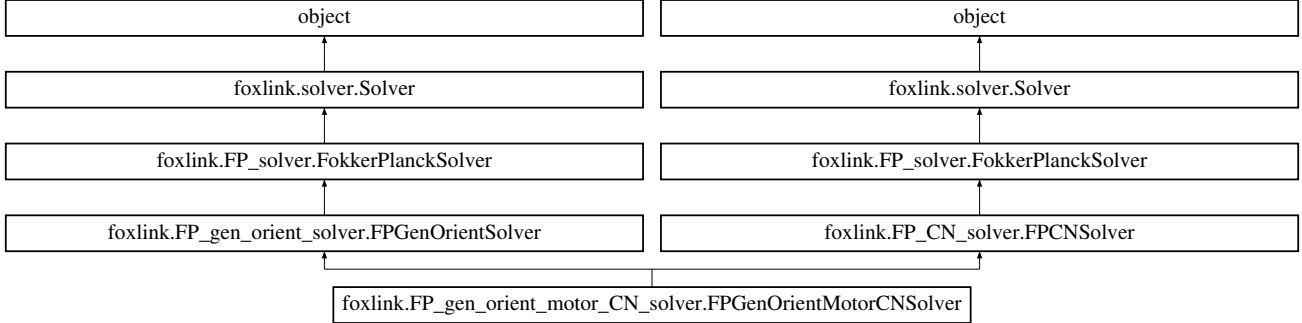 object
object
foxlink.solver.Solver
foxlink.solver.Solver
foxlink.FP_solver.FokkerPlanckSolver
foxlink.FP_solver.FokkerPlanckSolver
foxlink.FP_gen_orient_solver.FPGenOrientSolver
foxlink.FP_CN_solver.FPCNSolver
foxlink.FP_gen_orient_motor_CN_solver.FPGenOrientMotorCNSolver